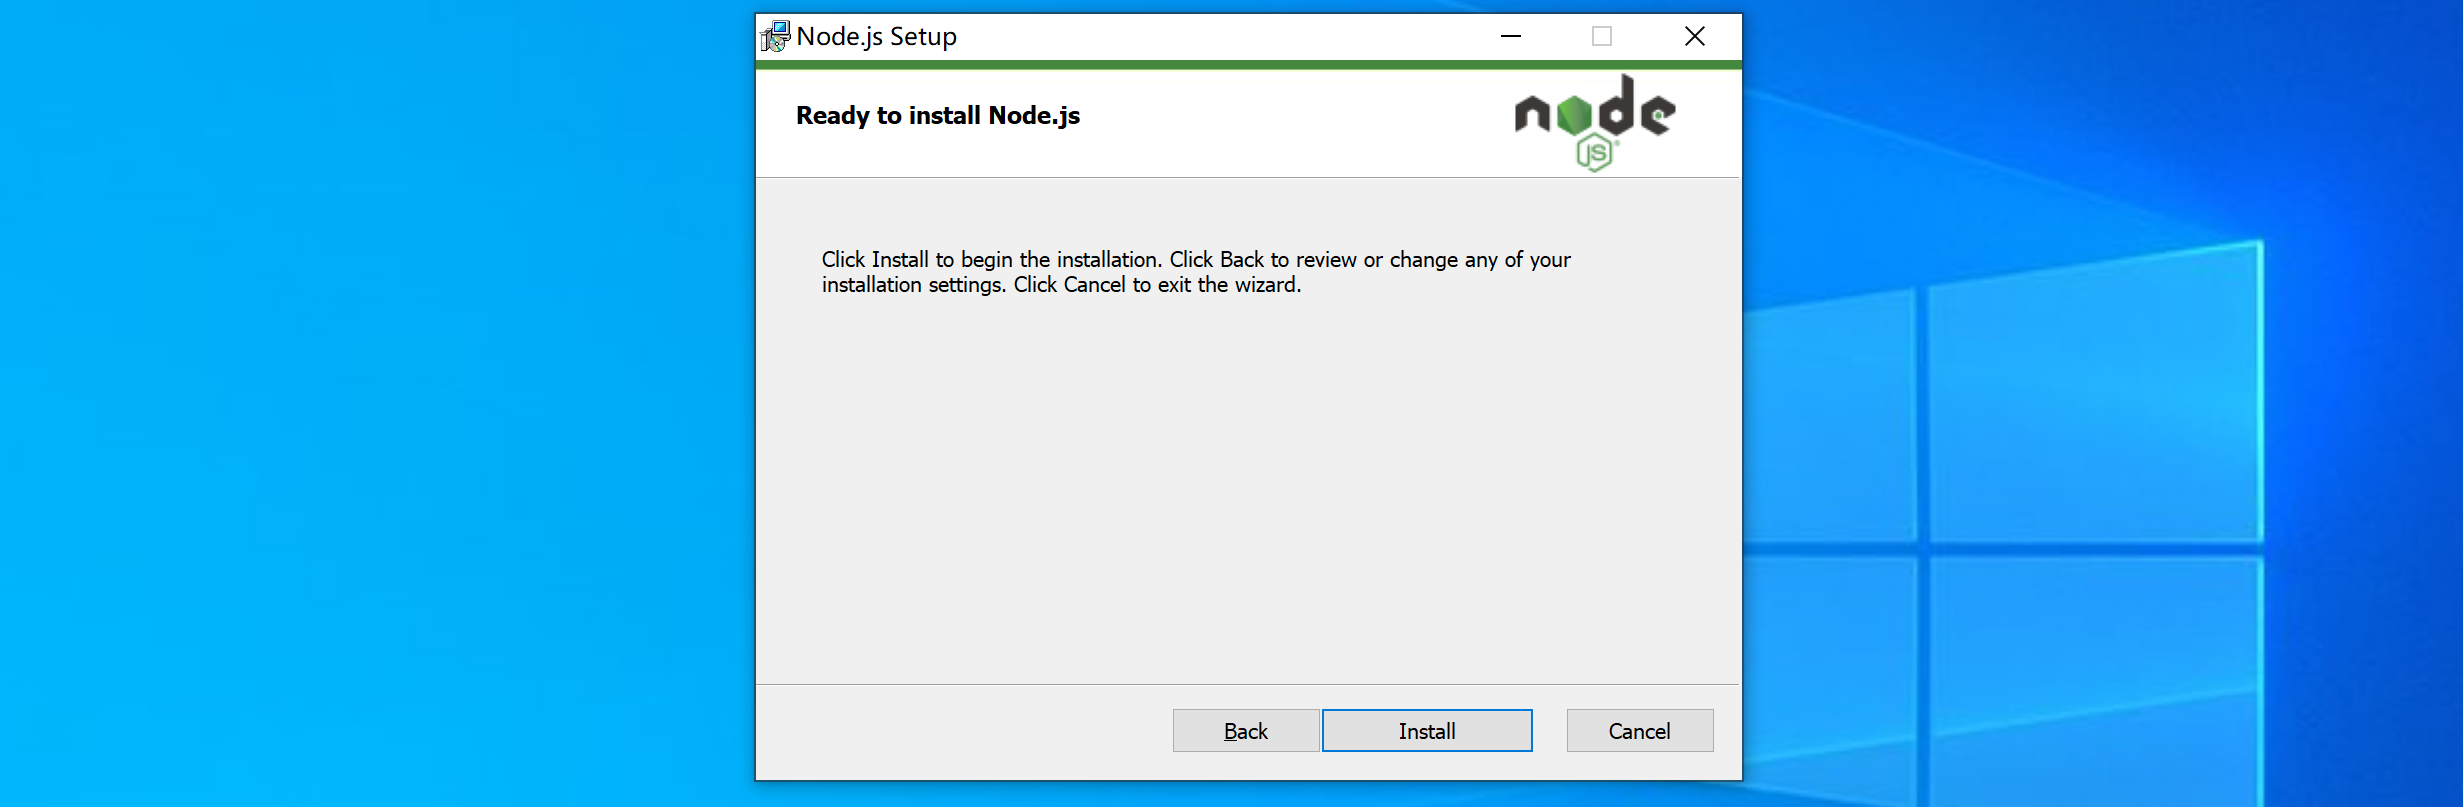 Node.js Setup
Ready to install Node.js
node
JS
Click Install to begin the installation. Click Back to review or change any of your
installation settings. Click Cancel to exit the wizard.
Back
Install
Cancel